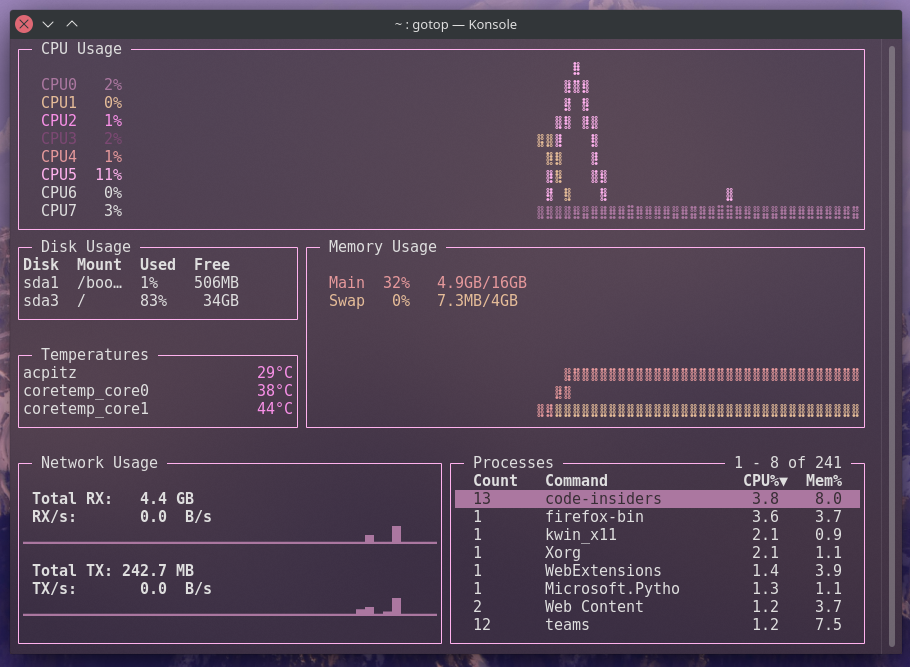 ~ : gotop — Konsole
CPU Usage
CPU0 2%
CPU1 0%
CPU2 1%
CPU3 2%
CPU4 1%
CPU5 11%
CPU6 0%
CPU7 3%
Disk Usage
Disk Mount Used Free
sda1 /boo… 1% 506MB
sda3 / 83% 34GB
Memory Usage
Main 32% 4.9GB/16GB
Swap 0% 7.3MB/4GB
Temperatures
acpitz 29°C
coretemp_core0 38°C
coretemp_core1 44°C
Network Usage
Total RX: 4.4 GB
RX/s: 0.0 B/s
Total TX: 242.7 MB
TX/s: 0.0 B/s
Processes 1 - 8 of 241
Count Command CPU%▼ Mem%
13 code-insiders 3.8 8.0
1 firefox-bin 3.6 3.7
1 kwin_x11 2.1 0.9
1 Xorg 2.1 1.1
1 WebExtensions 1.4 3.9
1 Microsoft.Pytho 1.3 1.1
2 Web Content 1.2 3.7
12 teams 1.2 7.5